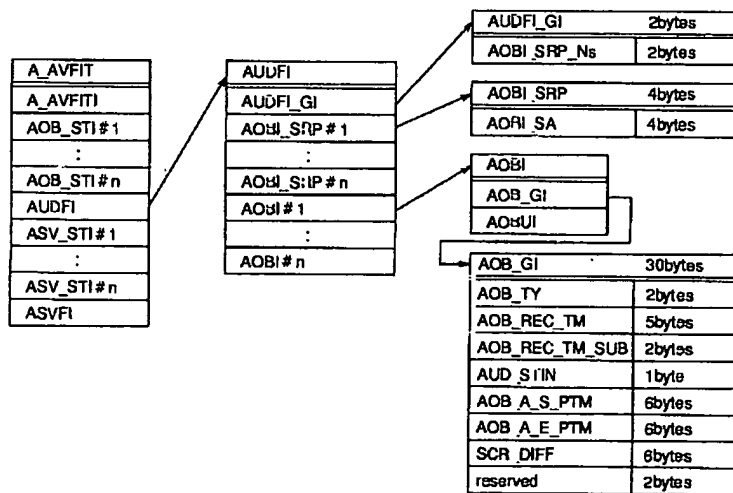 A_AVFIT
A_AVFITI
AOB_STI#1
:
AOB_STI#n
AUDFI
ASV_STI#1
:
ASV_STI#n
ASVFI
AUDFI
AUDFI_GI
AOBI_SRP#1
:
AOBI_SRP#n
AOBI#1
:
AOBI#n
AUDFI_GI 2bytes
AOBI_SRP_Ns 2bytes
AOBI_SRP 4bytes
AOBI_SA 4bytes
AOBI
AOB_GI
AOBUI
AOB_GI 30bytes
AOB_TY 2bytes
AOB_REC_TM 5bytes
AOB_REC_TM_SUB 2bytes
AUD_STIN 1byte
AOB_A_S_PTM 6bytes
AOB_A_E_PTM 6bytes
SCR_DIFF 6bytes
reserved 2bytes